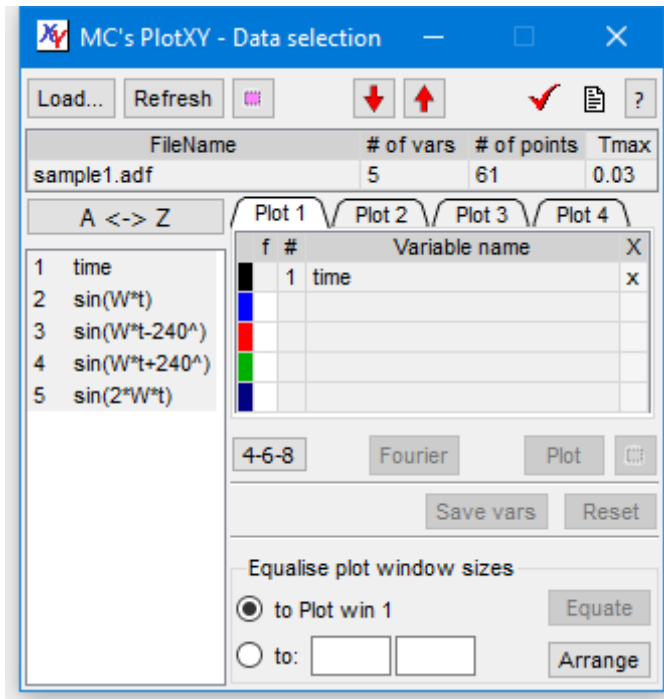 XY MC's PlotXY - Data selection
Load... Refresh ?
FileName # of vars # of points Tmax
sample1.adf 5 61 0.03
A <-> Z Plot 1 Plot 2 Plot 3 Plot 4
f # Variable name X
1 time x
1 time
2 sin(W*t)
3 sin(W*t-240^)
4 sin(W*t+240^)
5 sin(2*W*t)
4-6-8 Fourier Plot
Save vars Reset
Equalise plot window sizes
to Plot win 1 Equate
to: Arrange